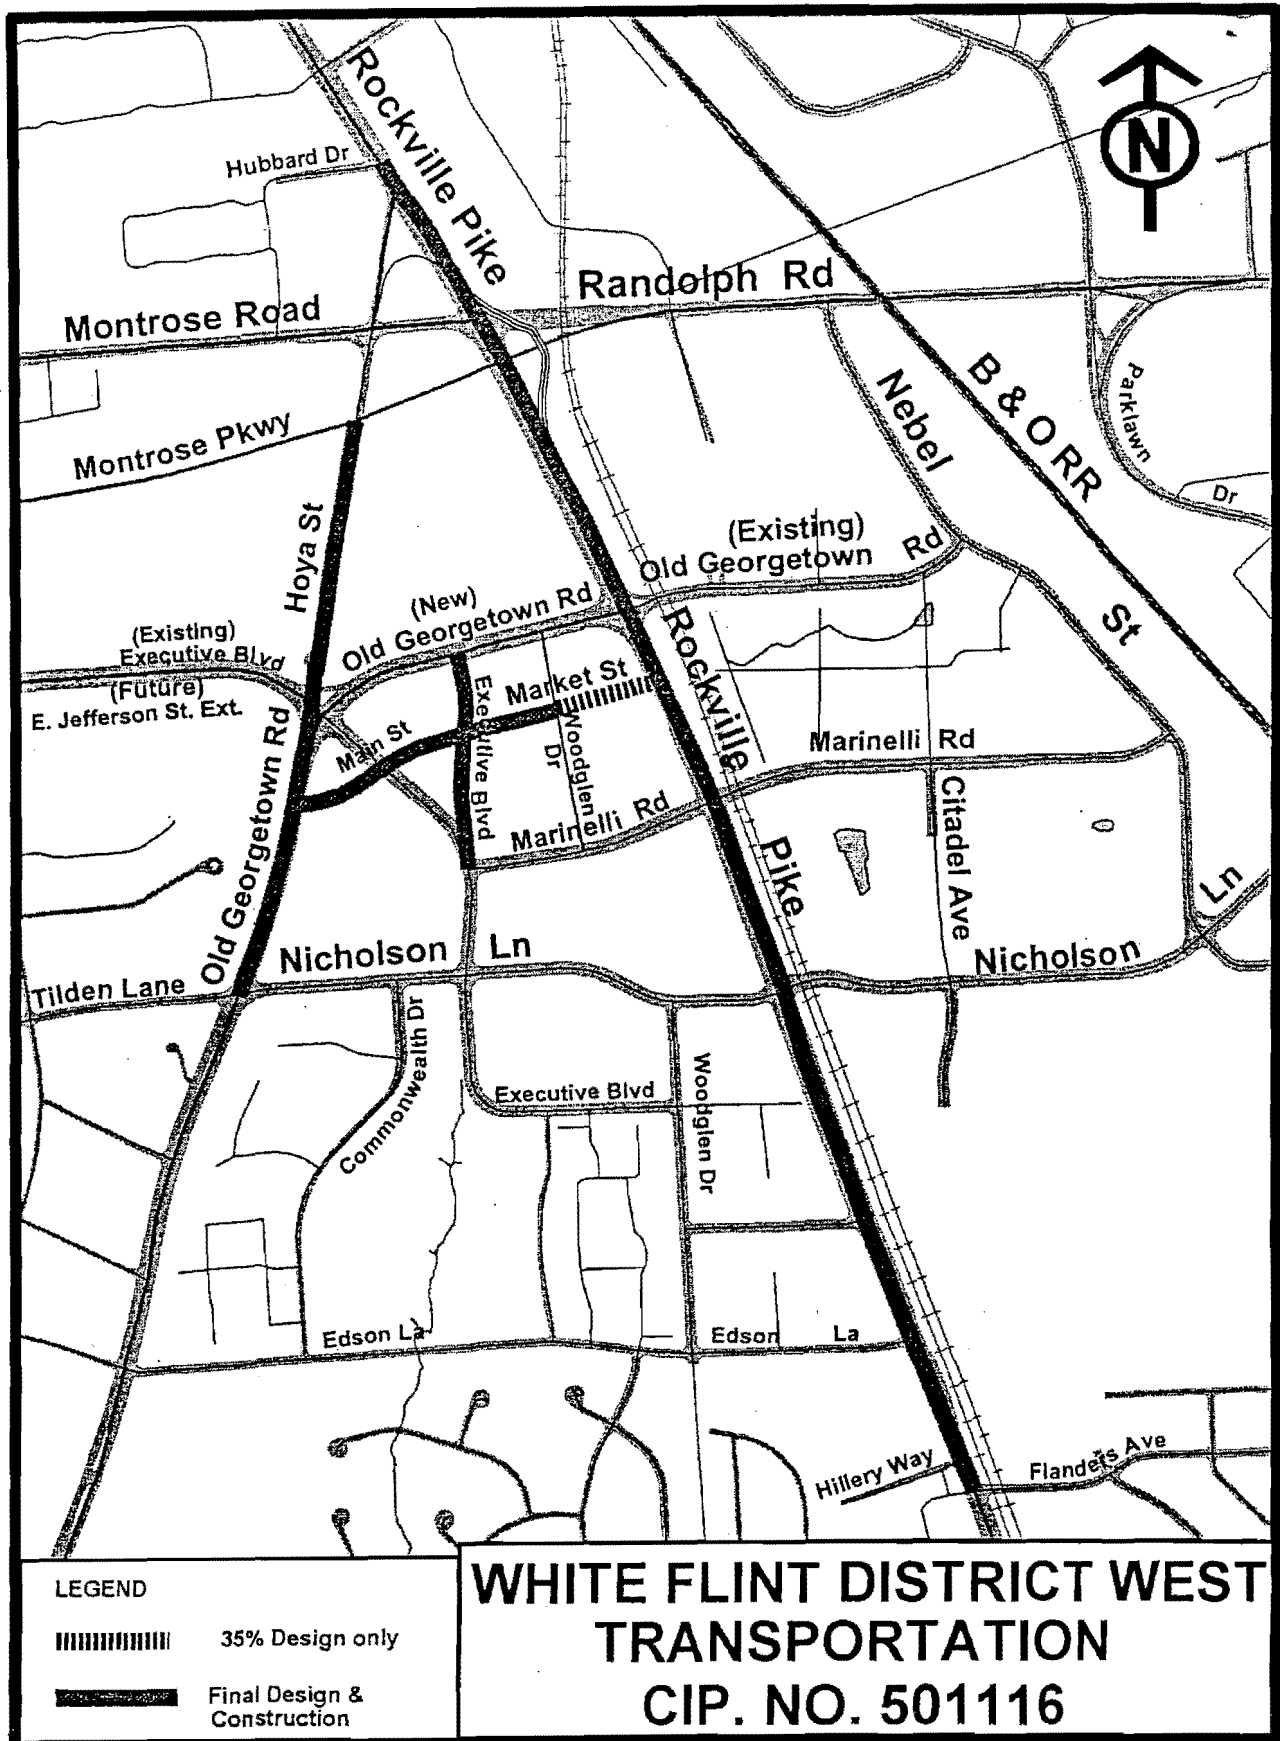 Rockville Pike
N
Hubbard Dr
Randolph Rd
Montrose Road
B & O RR
Nebel
St
Parklawn
Dr
Montrose Pkwy
Hoya St
(Existing)
Old Georgetown Rd
(New)
Old Georgetown Rd
(Existing)
Executive Blvd
(Future)
E. Jefferson St. Ext.
Market St
Main St
Executive Blvd
Woodglen
Dr
Rockville
Pike
Marinelli Rd
Marinelli Rd
Citadel Ave
Old Georgetown Rd
Nicholson Ln
Nicholson
Ln
Tilden Lane
Commonwealth Dr
Executive Blvd
Woodglen Dr
Edson La
Edson La
Hillery Way
Flanders Ave
LEGEND
35% Design only
Final Design &
Construction
WHITE FLINT DISTRICT WEST
TRANSPORTATION
CIP. NO. 501116